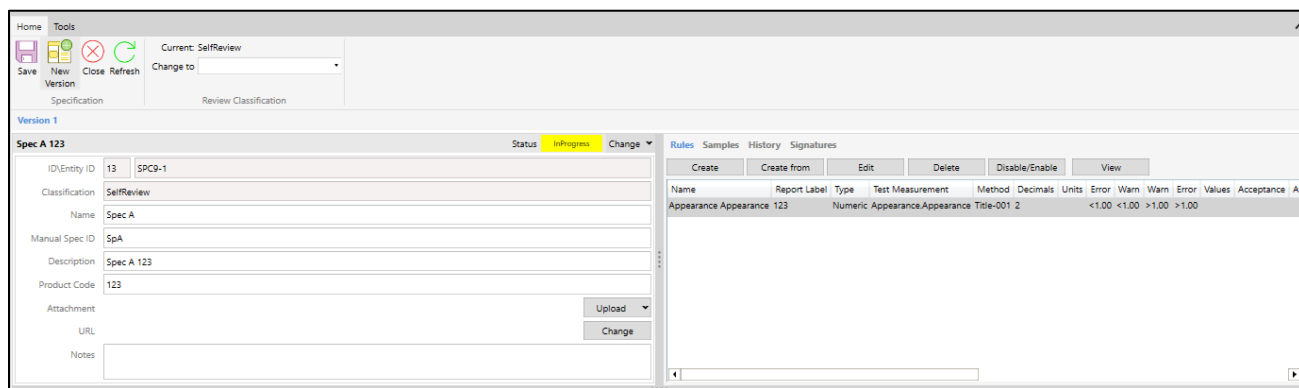 Home Tools
Save New Version Close Refresh
Specification
Current: SelfReview
Change to
Review Classification
Version 1
Spec A 123 Status InProgress Change
ID\Entity ID 13 SPC9-1
Classification SelfReview
Name Spec A
Manual Spec ID SpA
Description Spec A 123
Product Code 123
Attachment Upload
URL Change
Notes
Rules Samples History Signatures
Create Create from Edit Delete Disable/Enable View
Name Report Label Type Test Measurement Method Decimals Units Error Warn Warn Error Values Acceptance A
Appearance Appearance 123 Numeric Appearance.Appearance Title-001 2 <1.00 <1.00 >1.00 >1.00